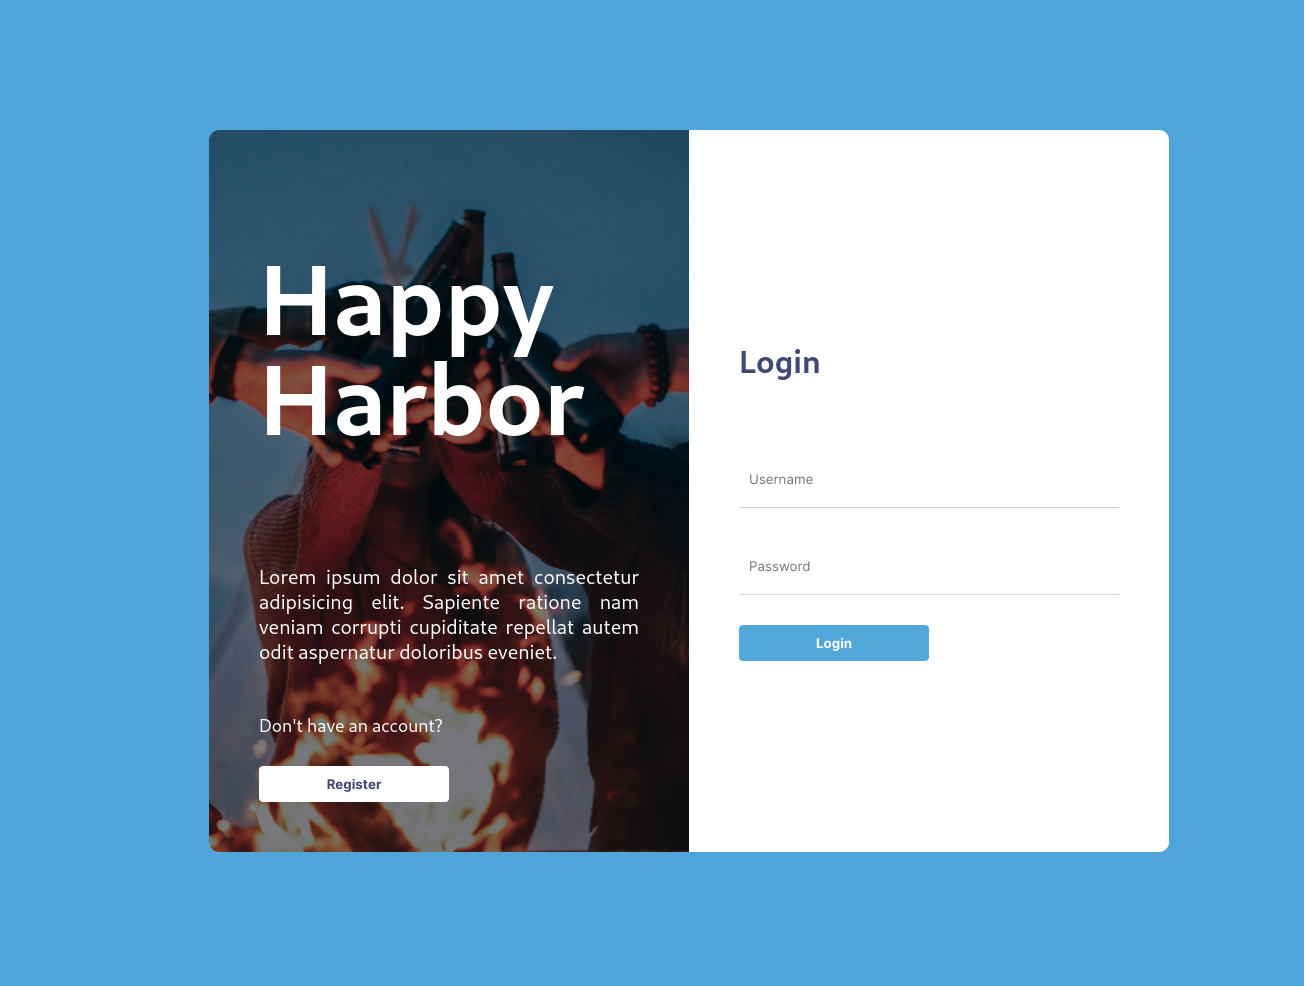 Happy
Harbor
Lorem ipsum dolor sit amet consectetur
adipisicing elit. Sapiente ratione nam
veniam corrupti cupiditate repellat autem
odit aspernatur doloribus eveniet.
Don't have an account?
Register
Login
Username
Password
Login